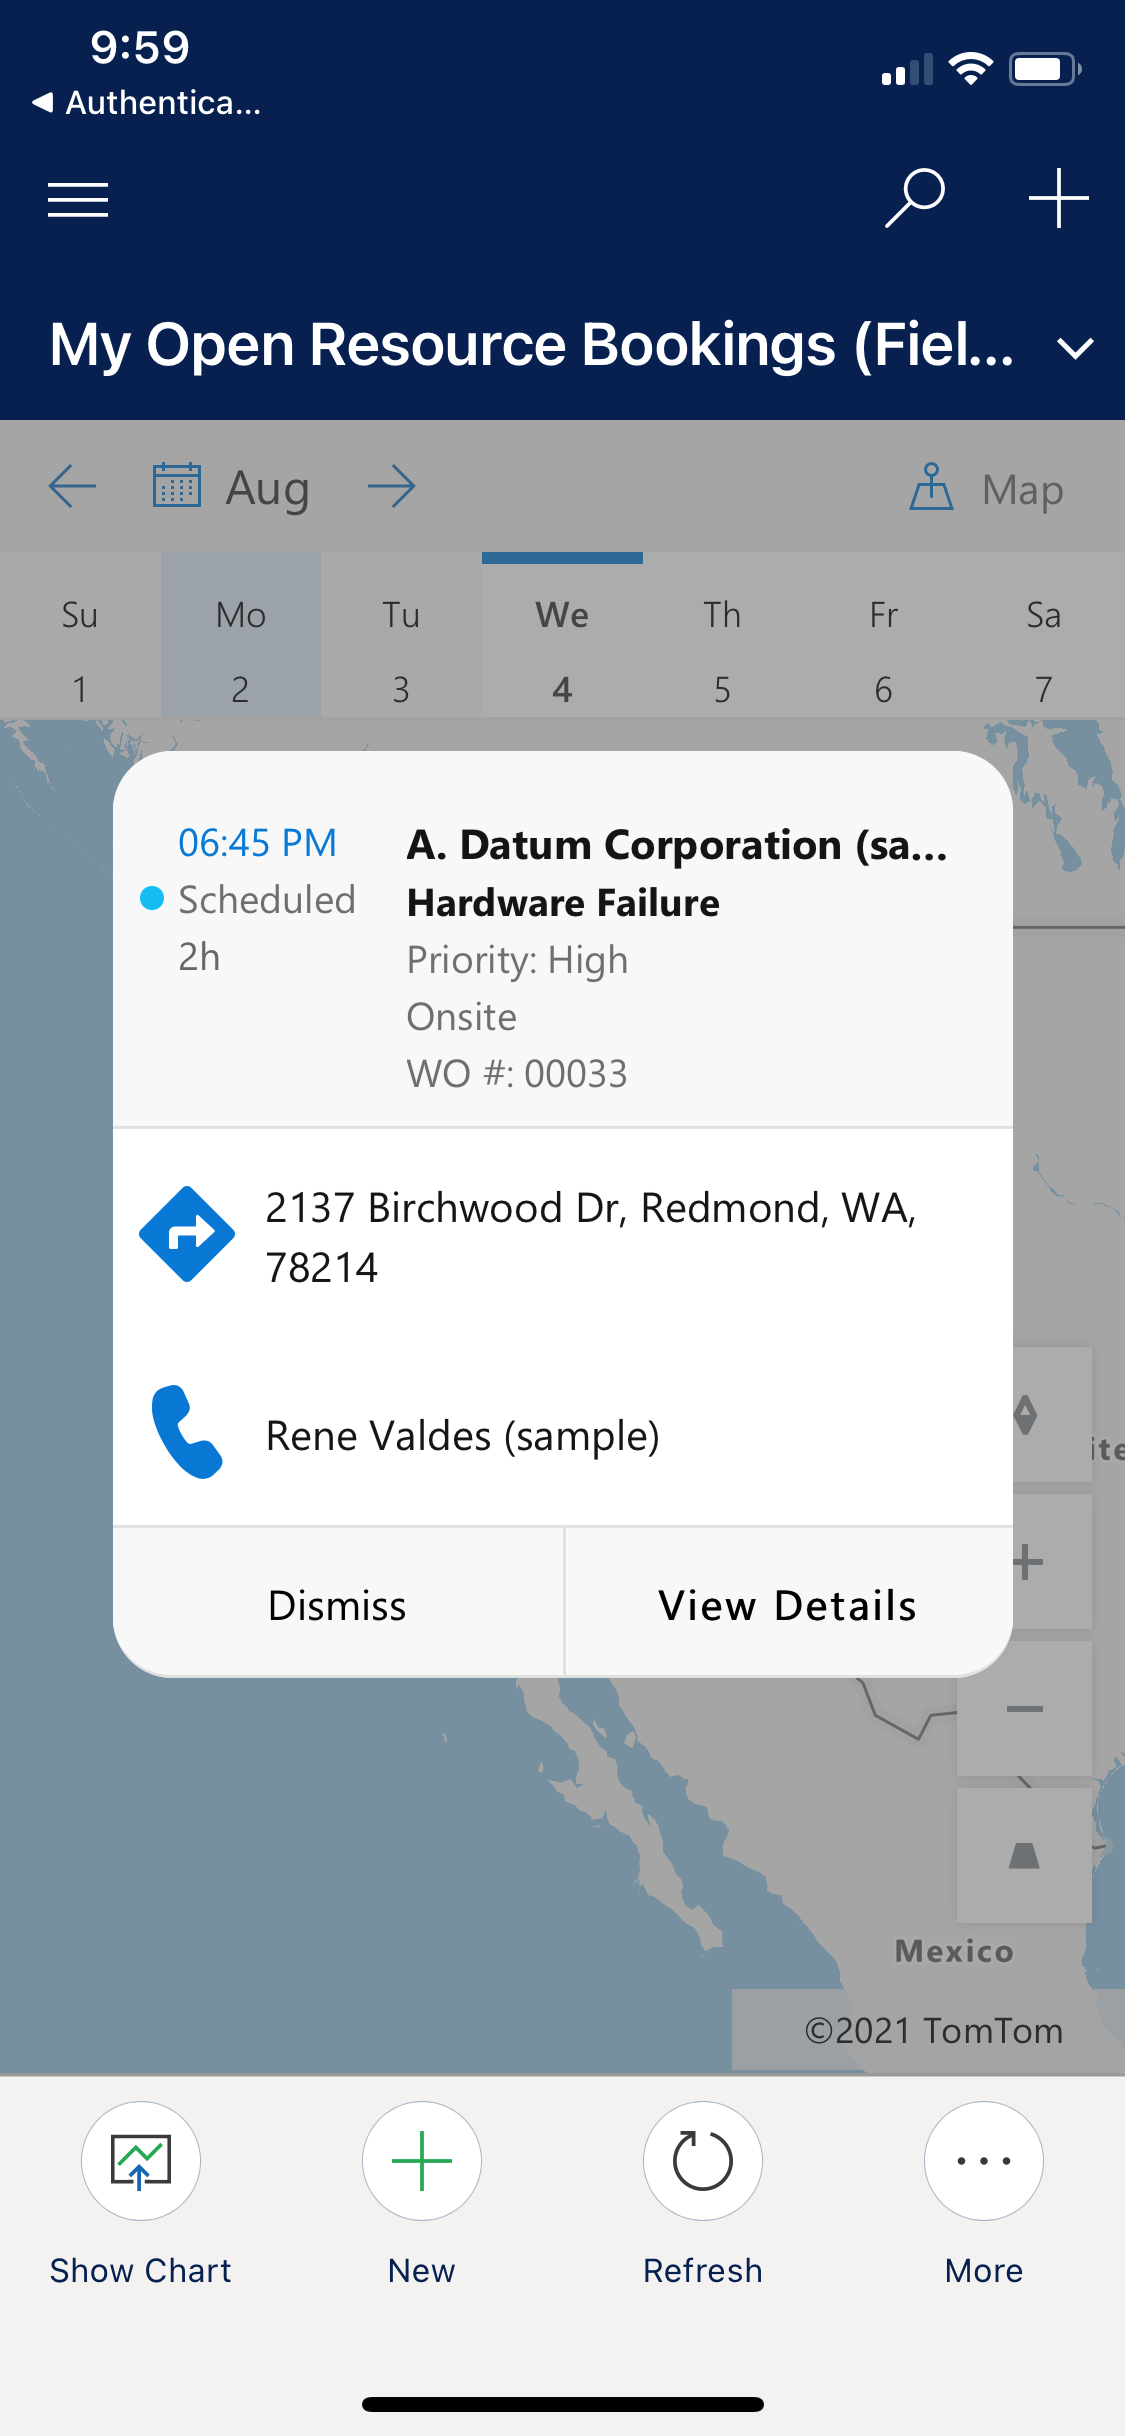 9:59
Authentica...
My Open Resource Bookings (Fiel...
Aug
Map
Su Mo Tu We Th Fr Sa
1 2 3 4 5 6 7
06:45 PM
Scheduled
2h
A. Datum Corporation (sa...
Hardware Failure
Priority: High
Onsite
WO #: 00033
2137 Birchwood Dr, Redmond, WA,
78214
Rene Valdes (sample)
ite
Dismiss
View Details
Mexico
©2021 TomTom
Show Chart
New
Refresh
More